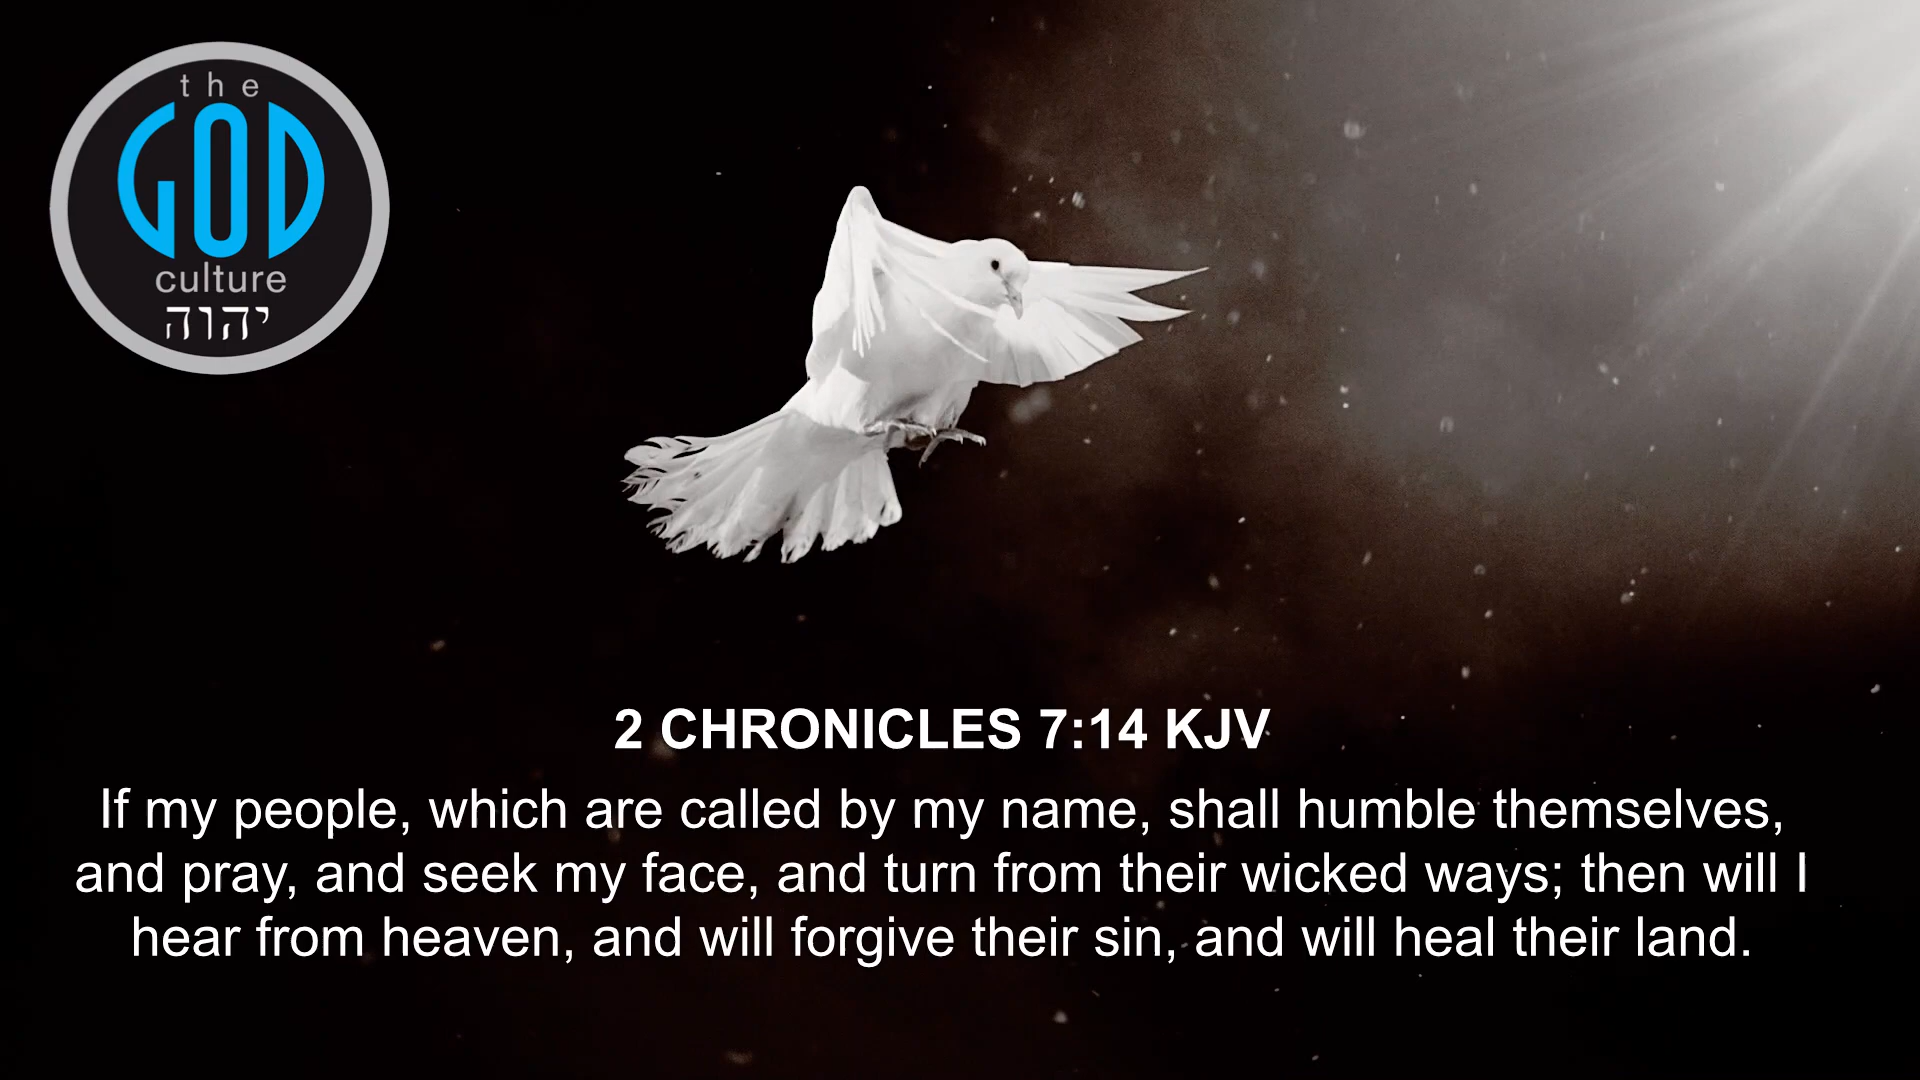 the
GOD
culture
יהוה
2 CHRONICLES 7:14 KJV
If my people, which are called by my name, shall humble themselves,
and pray, and seek my face, and turn from their wicked ways; then will I
hear from heaven, and will forgive their sin, and will heal their land.